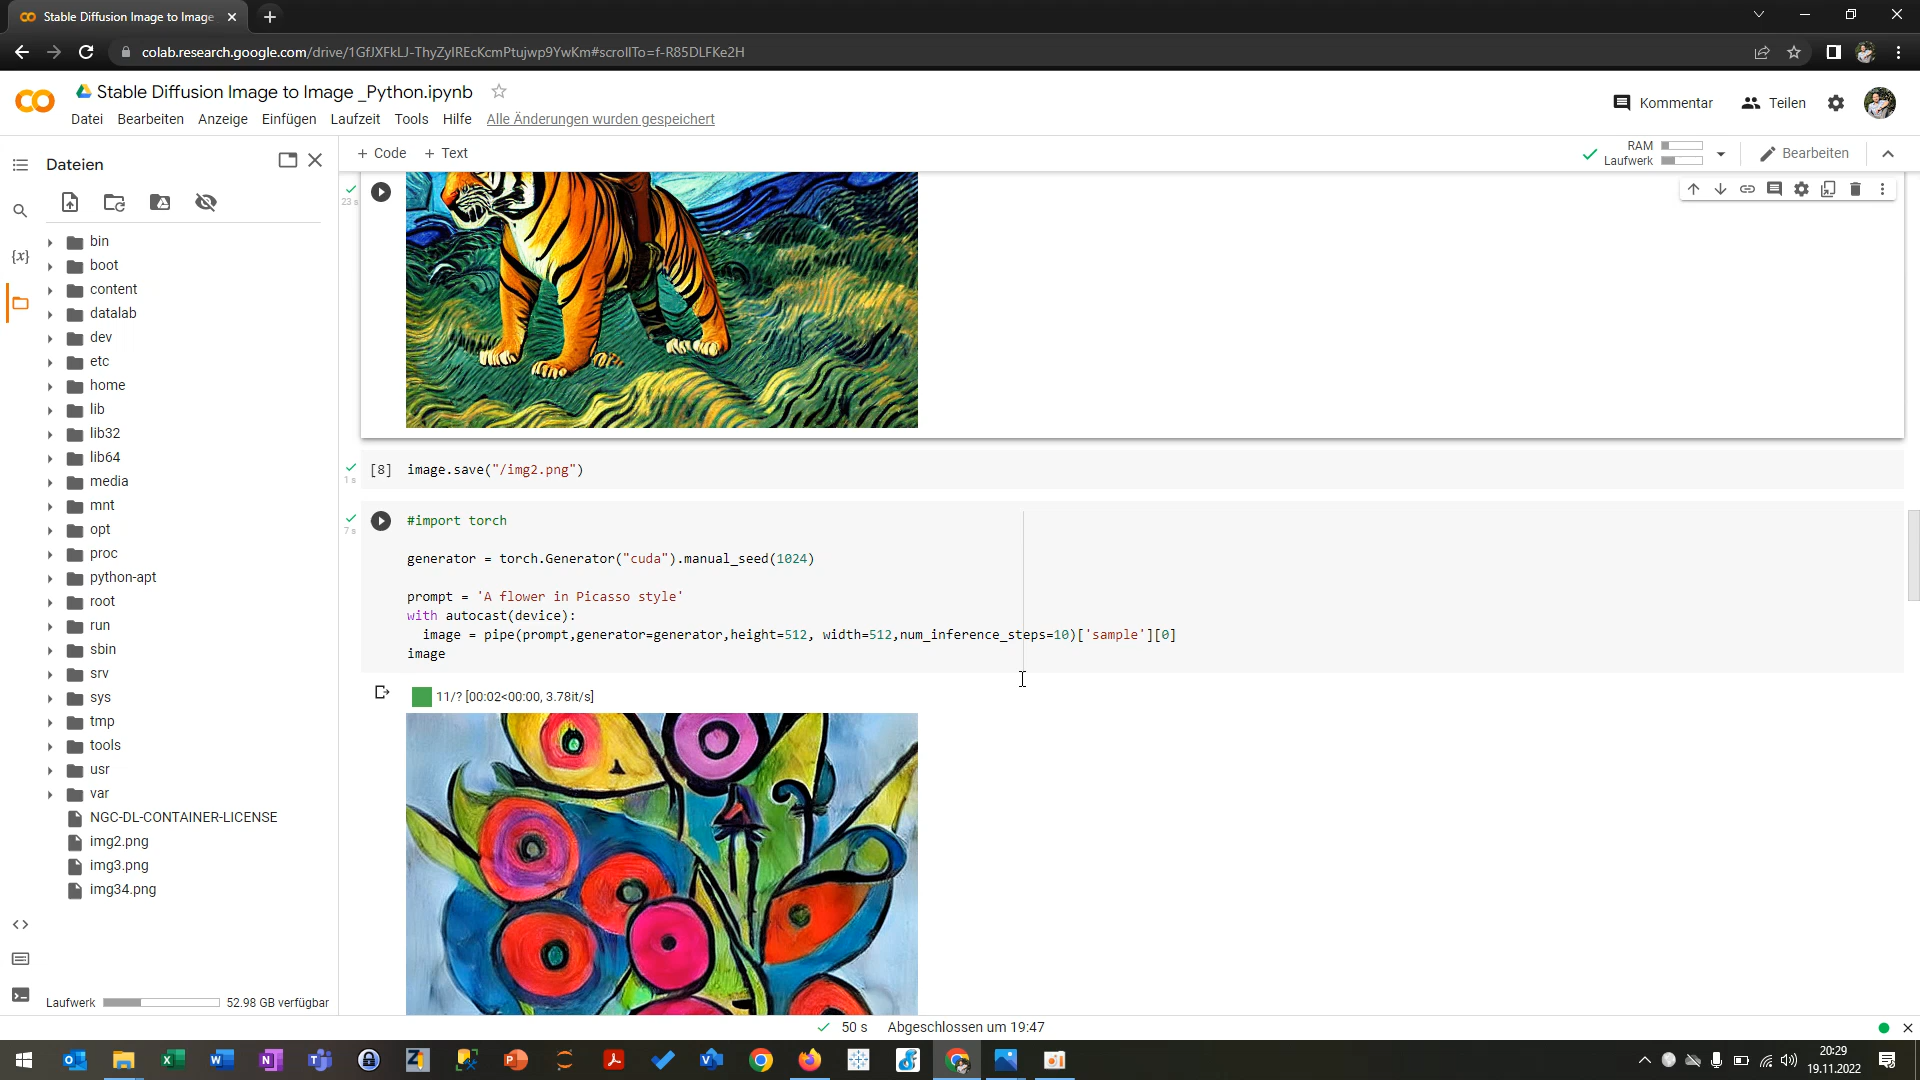 Stable Diffusion Image to Image
colab.research.google.com/drive/1GfJXFkLJ-ThyZylREcKcmPtujwp9YwKm#scrollTo=f-R85DLFKe2H
Stable Diffusion Image to Image _Python.ipynb
Kommentar
Teilen
Datei Bearbeiten Anzeige Einfügen Laufzeit Tools Hilfe Alle Änderungen wurden gespeichert
Dateien
+ Code + Text
RAM
Laufwerk
Bearbeiten
23 s
{x}
bin
boot
content
datalab
dev
etc
home
lib
lib32
lib64
media
mnt
opt
proc
python-apt
root
run
sbin
srv
sys
tmp
tools
usr
var
NGC-DL-CONTAINER-LICENSE
img2.png
img3.png
img34.png
Laufwerk 52.98 GB verfügbar
1 s
[8] image.save("/img2.png")
7 s
#import torch
generator = torch.Generator("cuda").manual_seed(1024)
prompt = 'A flower in Picasso style'
with autocast(device):
image = pipe(prompt,generator=generator,height=512, width=512,num_inference_steps=10)['sample'][0]
image
11/? [00:02<00:00, 3.78it/s]
50 s Abgeschlossen um 19:47
20:29
19.11.2022